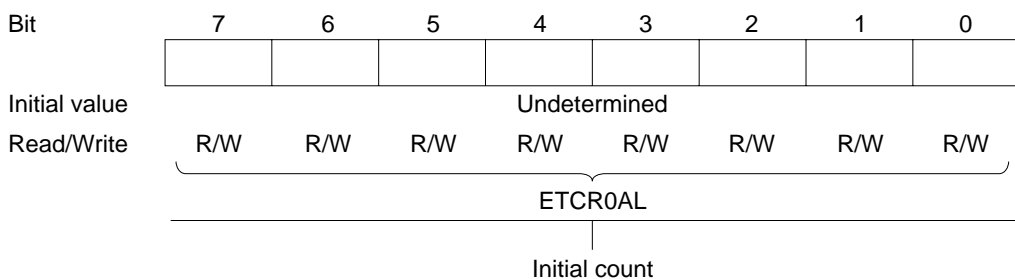 Bit 7 6 5 4 3 2 1 0
Initial value Undetermined
Read/Write R/W R/W R/W R/W R/W R/W R/W R/W
ETCR0AL
Initial count